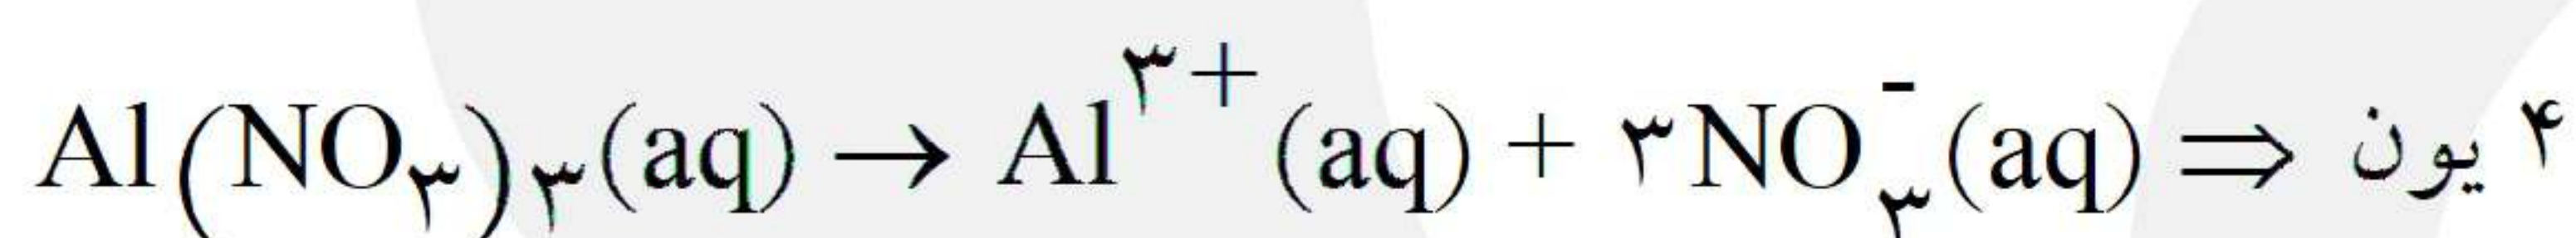 Al(NO۳)۳(aq) → Al۳+(aq) + ۳NO۳-(aq) ⇒ ۴ یون